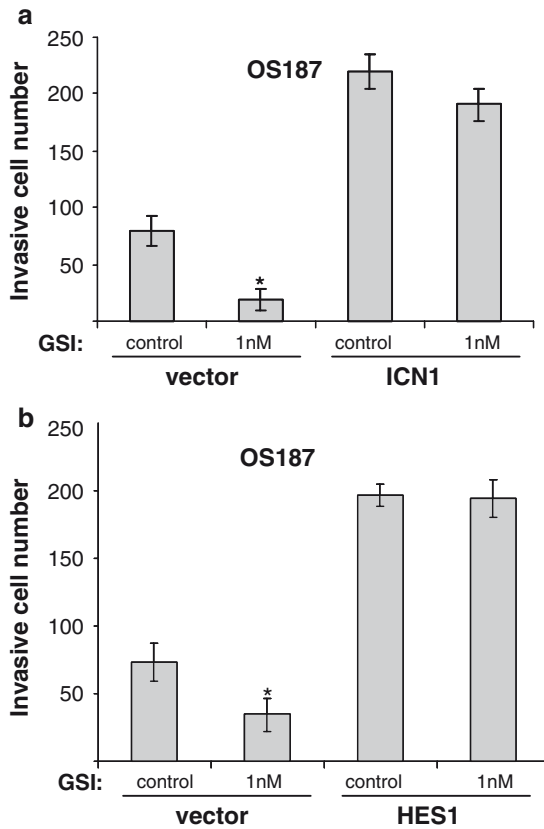 a
250
200
150
100
50
Invasive cell number
OS187
*
GSI: control 1nM control 1nM
vector ICN1
b
250
200
150
100
50
0
Invasive cell number
OS187
*
GSI: control 1nM control 1nM
vector HES1